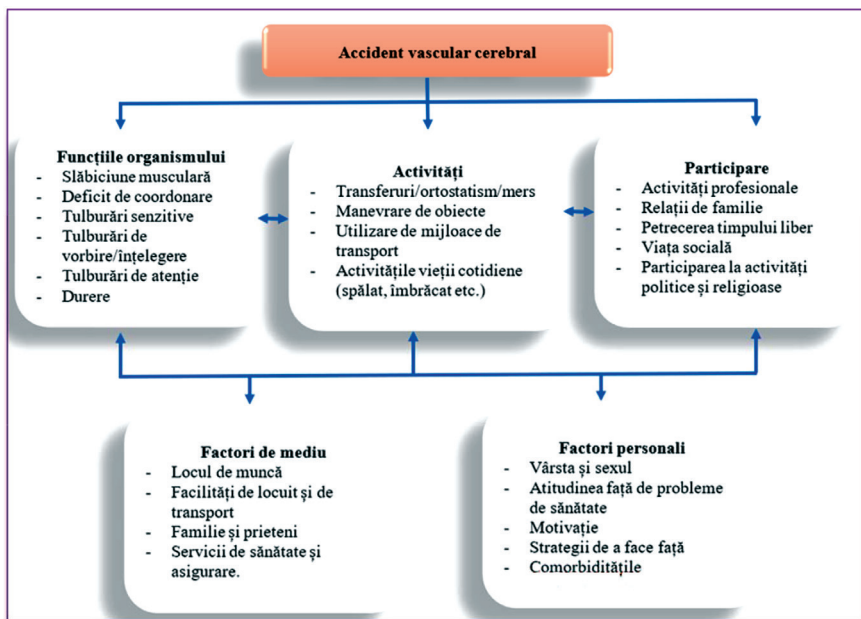 Accident vascular cerebral
Funcțiile organismului
- Slăbiciune musculară
- Deficit de coordonare
- Tulburări senzitive
- Tulburări de
vorbire/înțelegere
- Tulburări de atenție
- Durere
Activități
- Transferuri/ortostatism/mers
- Manevrare de obiecte
- Utilizare de mijloace de
transport
- Activitățile vieții cotidiene
(spălat, îmbrăcat etc.)
Participare
- Activități profesionale
- Relații de familie
- Petrecerea timpului liber
- Viața socială
- Participarea la activități
politice și religioase
Factori de mediu
- Locul de muncă
- Facilități de locuit și de
transport
- Familie și prieteni
- Servicii de sănătate și
asigurare.
Factori personali
- Vârsta și sexul
- Atitudinea față de probleme
de sănătate
- Motivație
- Strategii de a face față
- Comorbiditățile